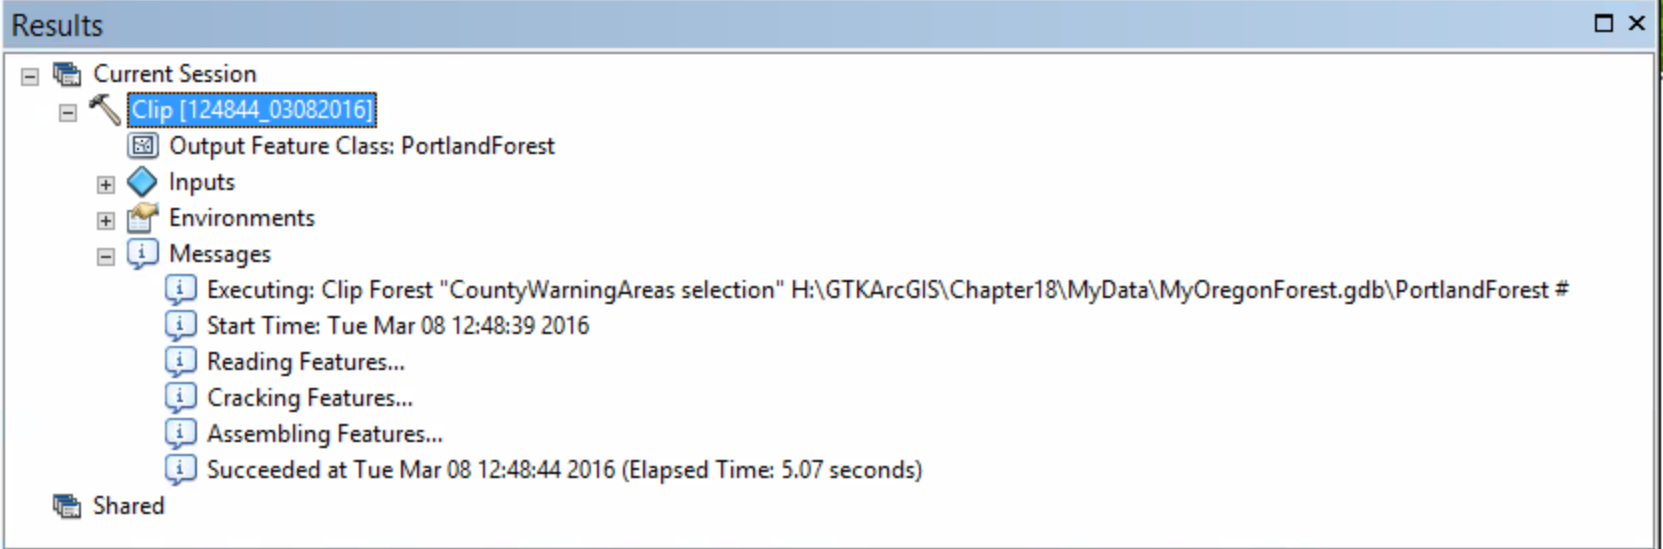 Results
Current Session
Clip [124844_03082016]
Output Feature Class: PortlandForest
Inputs
Environments
Messages
Executing: Clip Forest "CountyWarningAreas selection" H:\GTKArcGIS\Chapter18\MyData\MyOregonForest.gdb\PortlandForest #
Start Time: Tue Mar 08 12:48:39 2016
Reading Features...
Cracking Features...
Assembling Features...
Succeeded at Tue Mar 08 12:48:44 2016 (Elapsed Time: 5.07 seconds)
Shared